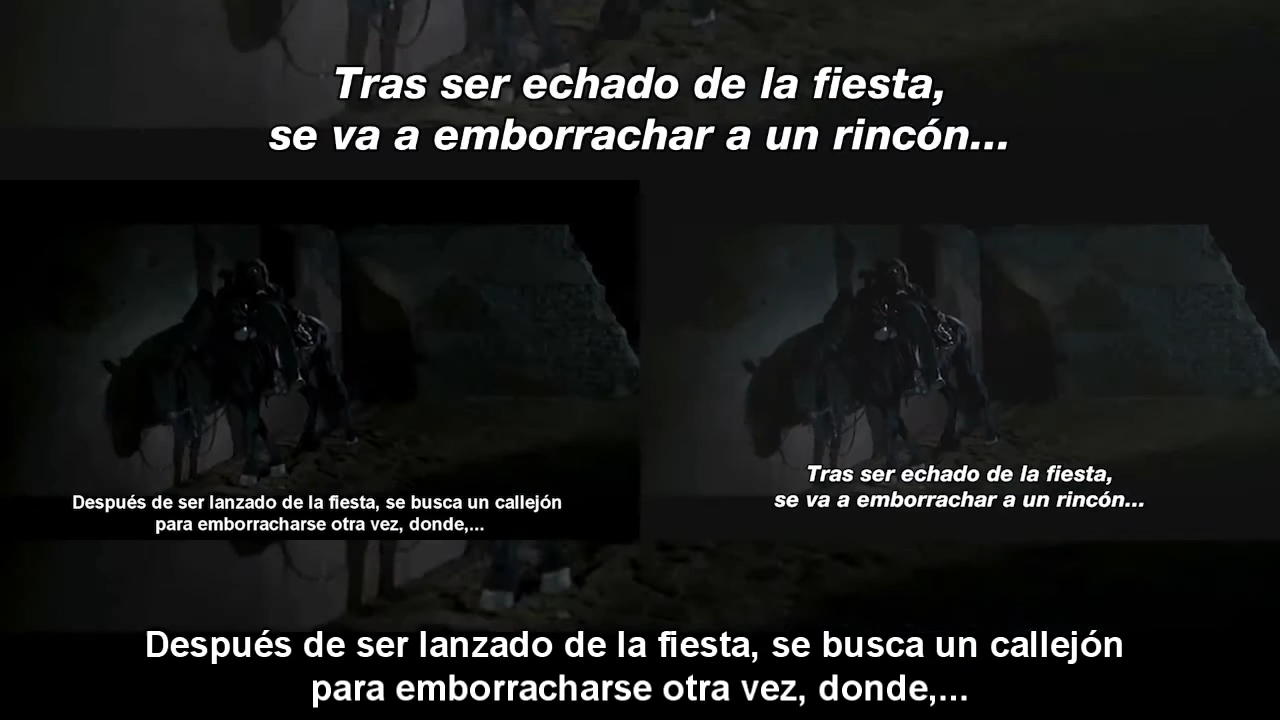 Tras ser echado de la fiesta,
se va a emborrachar a un rincón...
Después de ser lanzado de la fiesta, se busca un callejón
para emborracharse otra vez, donde,...
Tras ser echado de la fiesta,
se va a emborrachar a un rincón...
Después de ser lanzado de la fiesta, se busca un callejón
para emborracharse otra vez, donde,...